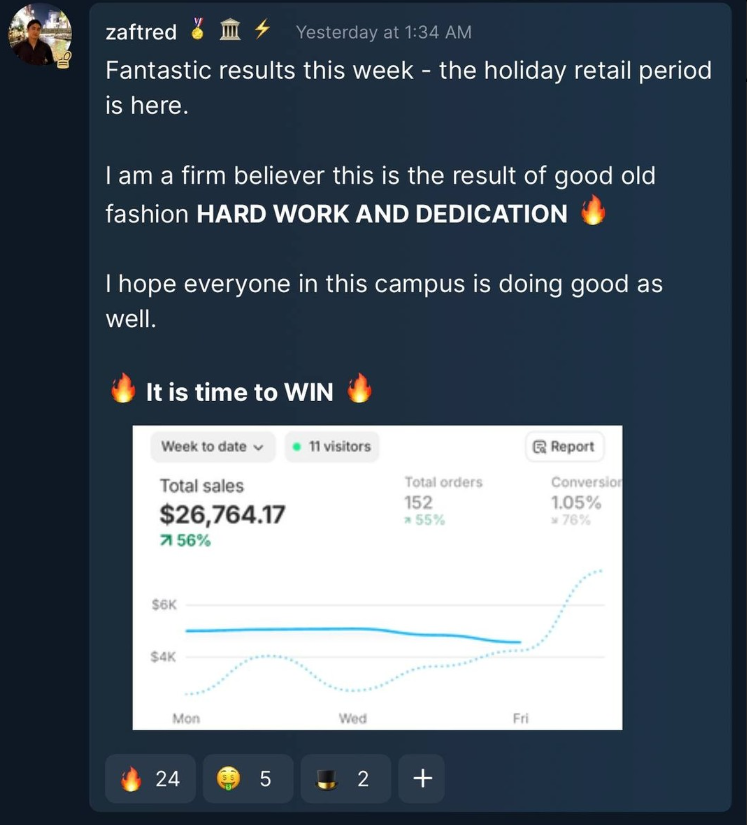 zaftred 🏅 🏛️ ⚡ Yesterday at 1:34 AM
Fantastic results this week - the holiday retail period
is here.
I am a firm believer this is the result of good old
fashion HARD WORK AND DEDICATION 🔥
I hope everyone in this campus is doing good as
well.
🔥 It is time to WIN 🔥
Week to date 11 visitors Report
Total sales Total orders Conversion
$26,764.17 152 1.05%
↗ 56% ↗ 55% ↘ 76%
$6K
$4K
Mon Wed Fri
🔥 24 🤑 5 🎩 2 +